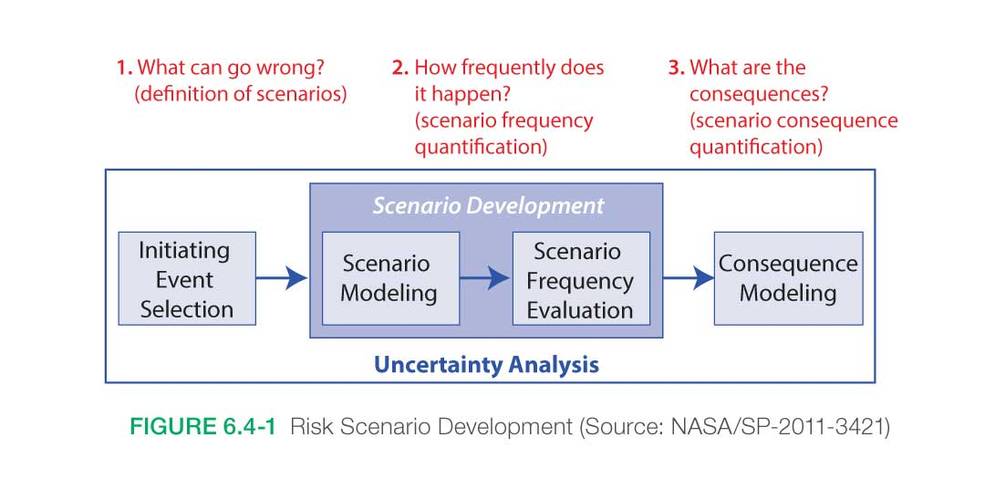 1. What can go wrong?
(definition of scenarios)
2. How frequently does
it happen?
(scenario frequency
quantification)
3. What are the
consequences?
(scenario consequence
quantification)
Scenario Development
Initiating
Event
Selection
Scenario
Modeling
Scenario
Frequency
Evaluation
Consequence
Modeling
Uncertainty Analysis
FIGURE 6.4-1 Risk Scenario Development (Source: NASA/SP-2011-3421)